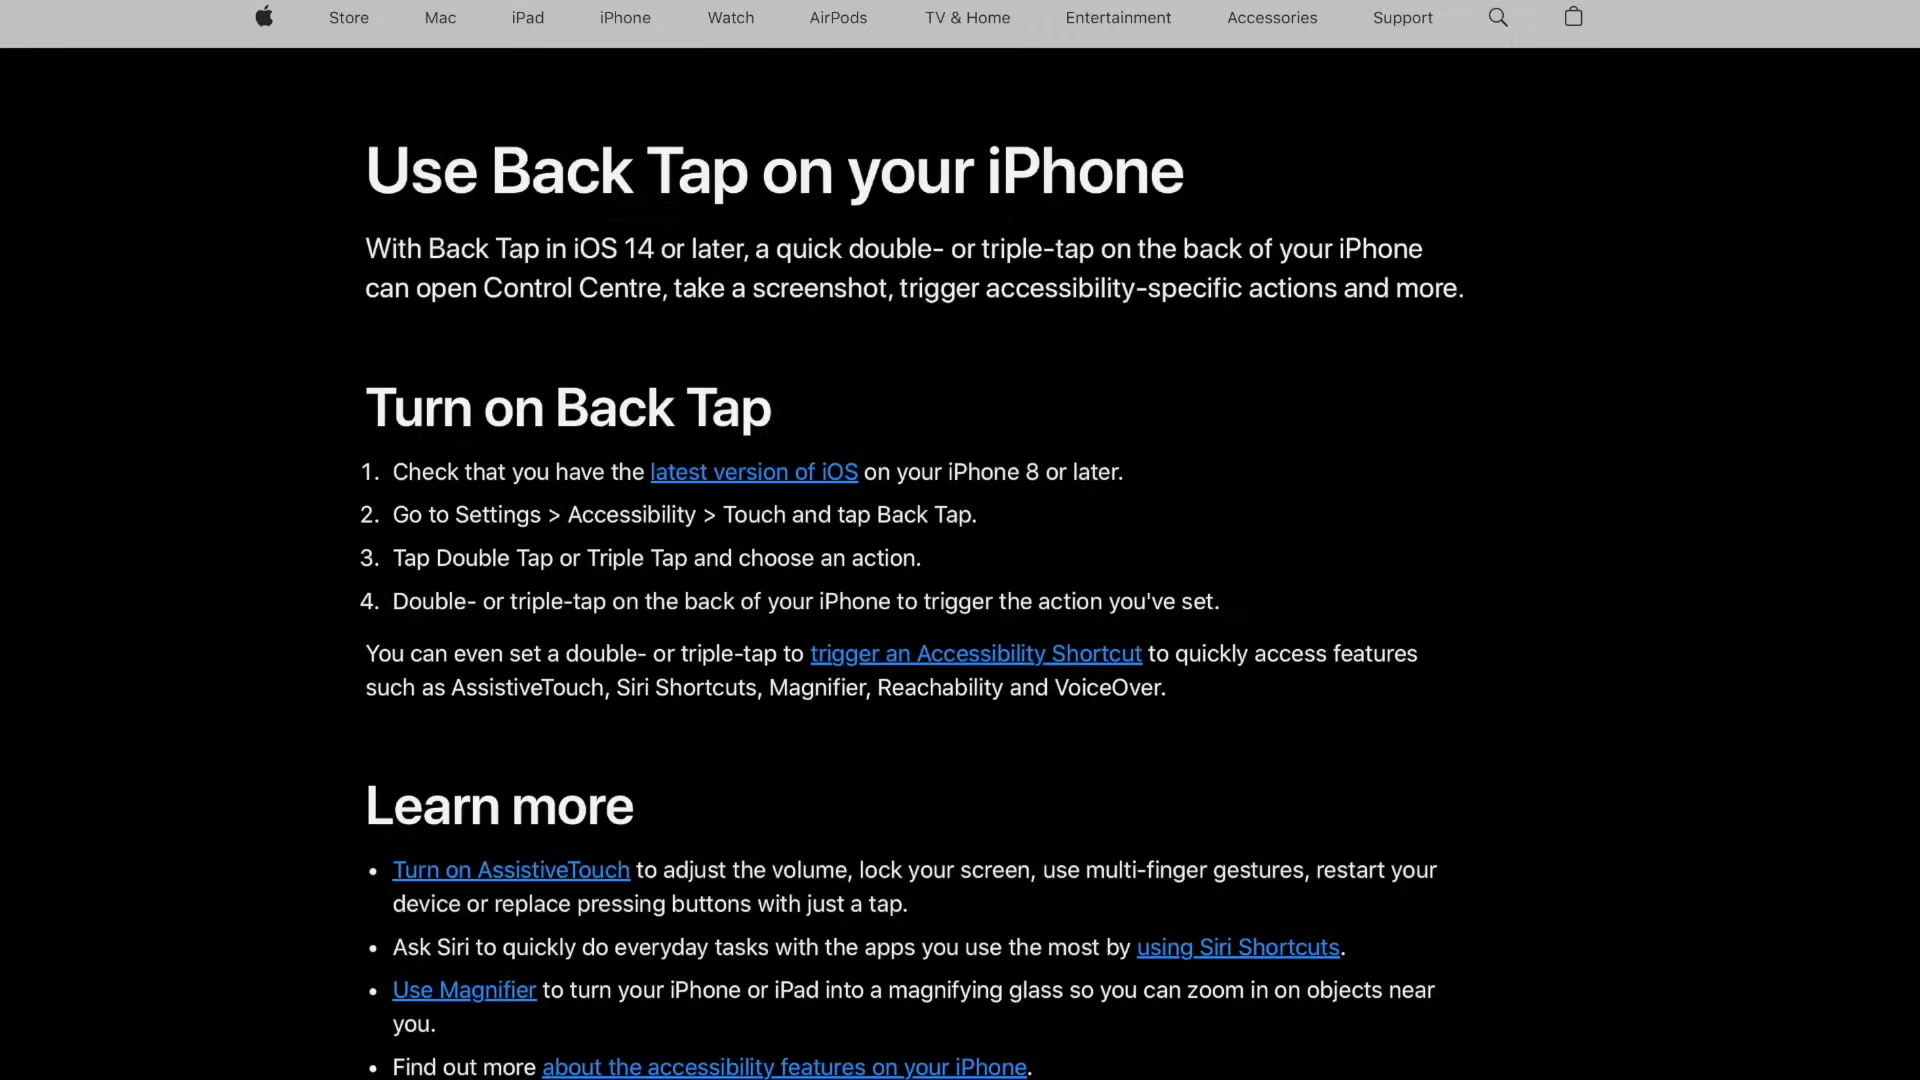 Store Mac iPad iPhone Watch AirPods TV & Home Entertainment Accessories Support
Use Back Tap on your iPhone
With Back Tap in iOS 14 or later, a quick double- or triple-tap on the back of your iPhone
can open Control Centre, take a screenshot, trigger accessibility-specific actions and more.
Turn on Back Tap
1. Check that you have the latest version of iOS on your iPhone 8 or later.
2. Go to Settings > Accessibility > Touch and tap Back Tap.
3. Tap Double Tap or Triple Tap and choose an action.
4. Double- or triple-tap on the back of your iPhone to trigger the action you've set.
You can even set a double- or triple-tap to trigger an Accessibility Shortcut to quickly access features
such as AssistiveTouch, Siri Shortcuts, Magnifier, Reachability and VoiceOver.
Learn more
• Turn on AssistiveTouch to adjust the volume, lock your screen, use multi-finger gestures, restart your
device or replace pressing buttons with just a tap.
• Ask Siri to quickly do everyday tasks with the apps you use the most by using Siri Shortcuts.
• Use Magnifier to turn your iPhone or iPad into a magnifying glass so you can zoom in on objects near
you.
• Find out more about the accessibility features on your iPhone.